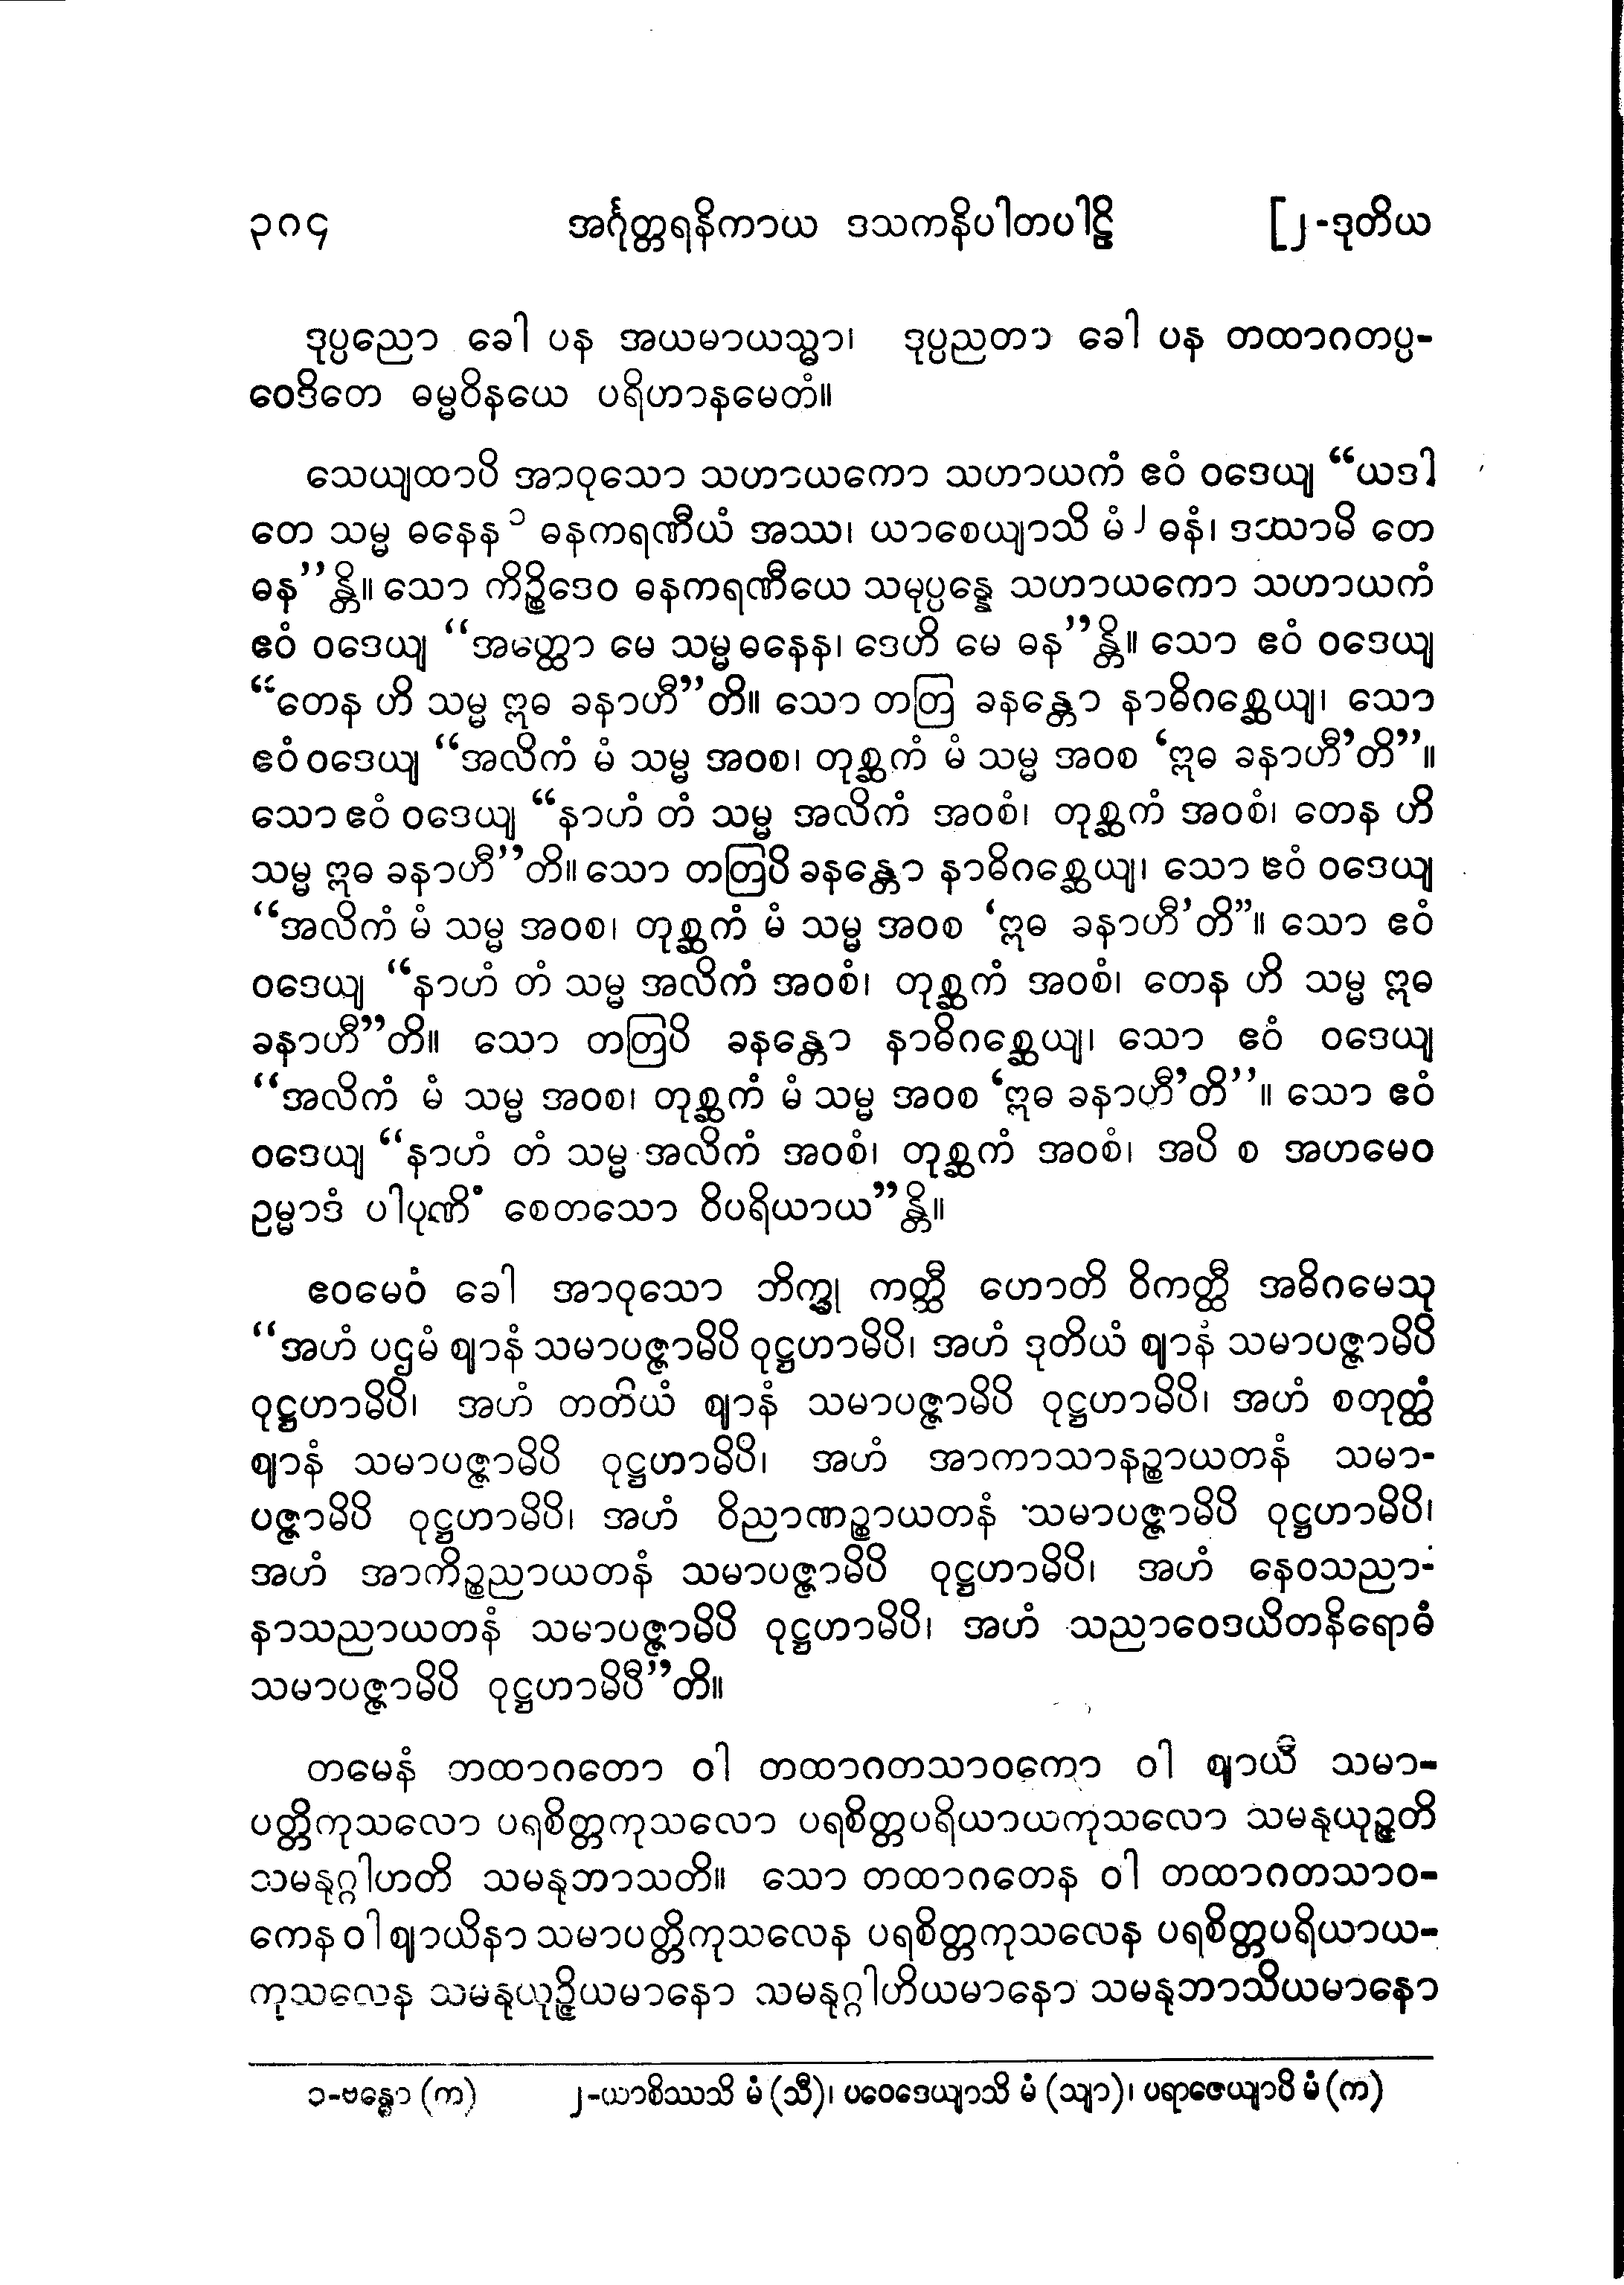 ၃၈၄ အင်္ဂုတ္တရနိကာယ ဒသကနိပါတပါဠိ [၂-ဒုတိယ
ဒုပ္ပညော ခေါ ပန အယမာယသ္မာ၊ ဒုပ္ပညတာ ခေါ ပန တထာဂတပ္ပ-
ဝေဒိတေ ဓမ္မဝိနယေ ပရိဟာနမေတံ။
သေယျထာပိ အာဝုသော သဟာယကော သဟာယကံ ဧဝံ ဝဒေယျ “ယဒါ
တေ သမ္မ ဓနေန ၁ ဓနကရဏီယံ အဿ၊ ယာစေယျာသိ မံ ၂ ဓနံ၊ ဒဿာမိ တေ
ဓန”န္တိ။ သော ကိဉ္စိဒေဝ ဓနကရဏီယေ သမုပ္ပန္နေ သဟာယကော သဟာယကံ
ဧဝံ ဝဒေယျ “အတ္ထော မေ သမ္မ ဓနေန၊ ဒေဟိ မေ ဓန”န္တိ။ သော ဧဝံ ဝဒေယျ
“တေန ဟိ သမ္မ ဣဓ ခနာဟီ”တိ။ သော တတြ ခနန္တော နာဓိဂစ္ဆေယျ၊ သော
ဧဝံ ဝဒေယျ “အလိကံ မံ သမ္မ အဝစ၊ တုစ္ဆကံ မံ သမ္မ အဝစ ‘ဣဓ ခနာဟီ’တိ”။
သော ဧဝံ ဝဒေယျ “နာဟံ တံ သမ္မ အလိကံ အဝစံ၊ တုစ္ဆကံ အဝစံ၊ တေန ဟိ
သမ္မ ဣဓ ခနာဟီ”တိ။ သော တတြပိ ခနန္တော နာဓိဂစ္ဆေယျ၊ သော ဧဝံ ဝဒေယျ
“အလိကံ မံ သမ္မ အဝစ၊ တုစ္ဆကံ မံ သမ္မ အဝစ ‘ဣဓ ခနာဟီ’တိ”။ သော ဧဝံ
ဝဒေယျ “နာဟံ တံ သမ္မ အလိကံ အဝစံ၊ တုစ္ဆကံ အဝစံ၊ တေန ဟိ သမ္မ ဣဓ
ခနာဟီ”တိ။ သော တတြပိ ခနန္တော နာဓိဂစ္ဆေယျ၊ သော ဧဝံ ဝဒေယျ
“အလိကံ မံ သမ္မ အဝစ၊ တုစ္ဆကံ မံ သမ္မ အဝစ ‘ဣဓ ခနာဟီ’တိ”။ သော ဧဝံ
ဝဒေယျ “နာဟံ တံ သမ္မ အလိကံ အဝစံ၊ တုစ္ဆကံ အဝစံ၊ အပိ စ အဟမေဝ
ဥမ္မာဒံ ပါပုဏိံ စေတသော ဝိပရိယာယ”န္တိ။
ဧဝမေဝံ ခေါ အာဝုသော ဘိက္ခု ကတ္ထီ ဟောတိ ဝိကတ္ထီ အဓိဂမေသု
“အဟံ ပဌမံ ဈာနံ သမာပဇ္ဇာမိပိ ဝုဋ္ဌဟာမိပိ၊ အဟံ ဒုတိယံ ဈာနံ သမာပဇ္ဇာမိပိ
ဝုဋ္ဌဟာမိပိ၊ အဟံ တတိယံ ဈာနံ သမာပဇ္ဇာမိပိ ဝုဋ္ဌဟာမိပိ၊ အဟံ စတုတ္ထံ
ဈာနံ သမာပဇ္ဇာမိပိ ဝုဋ္ဌဟာမိပိ၊ အဟံ အာကာသာနဉ္စာယတနံ သမာ-
ပဇ္ဇာမိပိ ဝုဋ္ဌဟာမိပိ၊ အဟံ ဝိညာဏဉ္စာယတနံ သမာပဇ္ဇာမိပိ ဝုဋ္ဌဟာမိပိ၊
အဟံ အာကိဉ္စညာယတနံ သမာပဇ္ဇာမိပိ ဝုဋ္ဌဟာမိပိ၊ အဟံ နေဝသညာ-
နာသညာယတနံ သမာပဇ္ဇာမိပိ ဝုဋ္ဌဟာမိပိ၊ အဟံ သညာဝေဒယိတနိရောဓံ
သမာပဇ္ဇာမိပိ ဝုဋ္ဌဟာမိပီ”တိ။
တမေနံ တထာဂတော ဝါ တထာဂတသာဝကော ဝါ ဈာယီ သမာ-
ပတ္တိကုသလော ပရစိတ္တကုသလော ပရစိတ္တပရိယာယကုသလော သမနုယုဉ္ဇတိ
သမနုဂ္ဂါဟတိ သမနုဘာသတိ။ သော တထာဂတေန ဝါ တထာဂတသာဝ-
ကေန ဝါ ဈာယိနာ သမာပတ္တိကုသလေန ပရစိတ္တကုသလေန ပရစိတ္တပရိယာယ-
ကုသလေန သမနုယုဉ္ဇိယမာနော သမနုဂ္ဂါဟိယမာနော သမနုဘာသိယမာနော
၁-ဗန္ဓော (က) ၂-ယာစိဿသိ မံ (သီ)၊ ပဝေဒေယျာသိ မံ (သျာ)၊ ပရာဇေယျာပိ မံ (က)